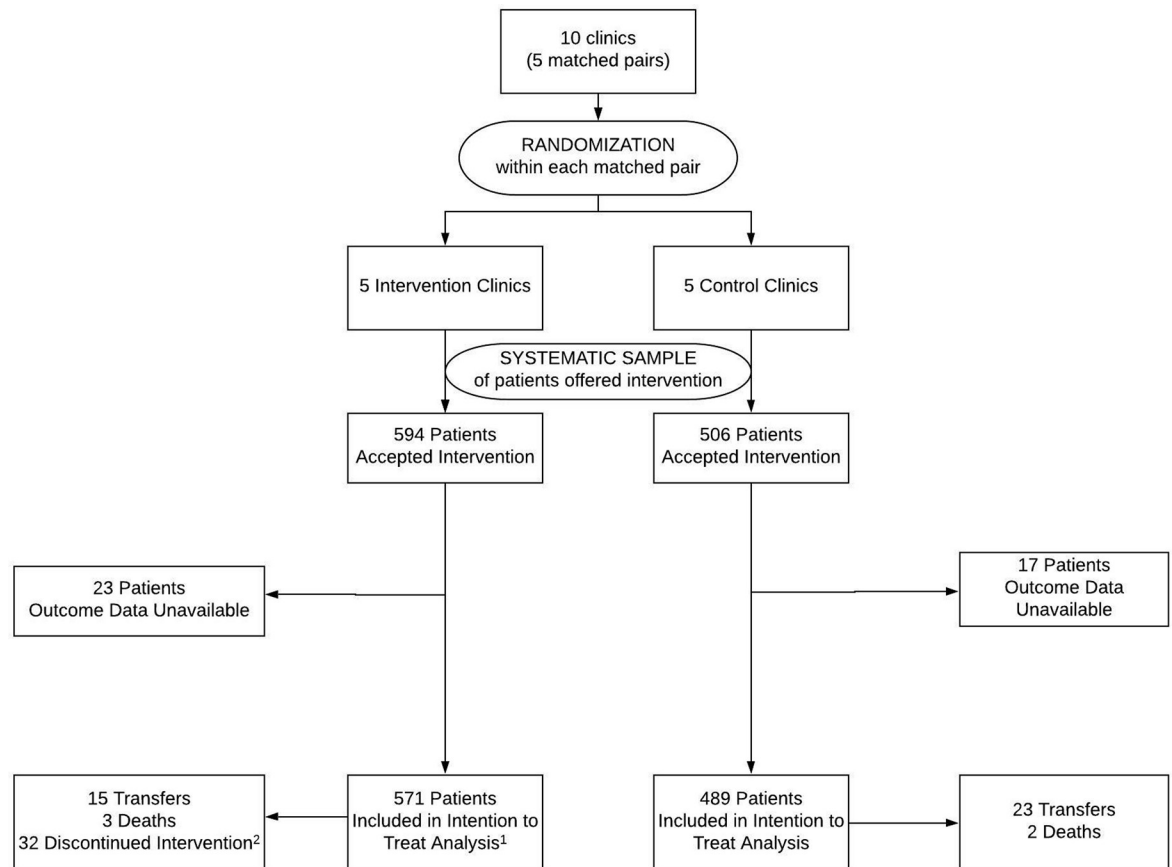 10 clinics
(5 matched pairs)
RANDOMIZATION
within each matched pair
5 Intervention Clinics
5 Control Clinics
SYSTEMATIC SAMPLE
of patients offered intervention
594 Patients
Accepted Intervention
506 Patients
Accepted Intervention
23 Patients
Outcome Data Unavailable
17 Patients
Outcome Data
Unavailable
15 Transfers
3 Deaths
32 Discontinued Intervention²
571 Patients
Included in Intention to
Treat Analysis¹
489 Patients
Included in Intention to
Treat Analysis
23 Transfers
2 Deaths